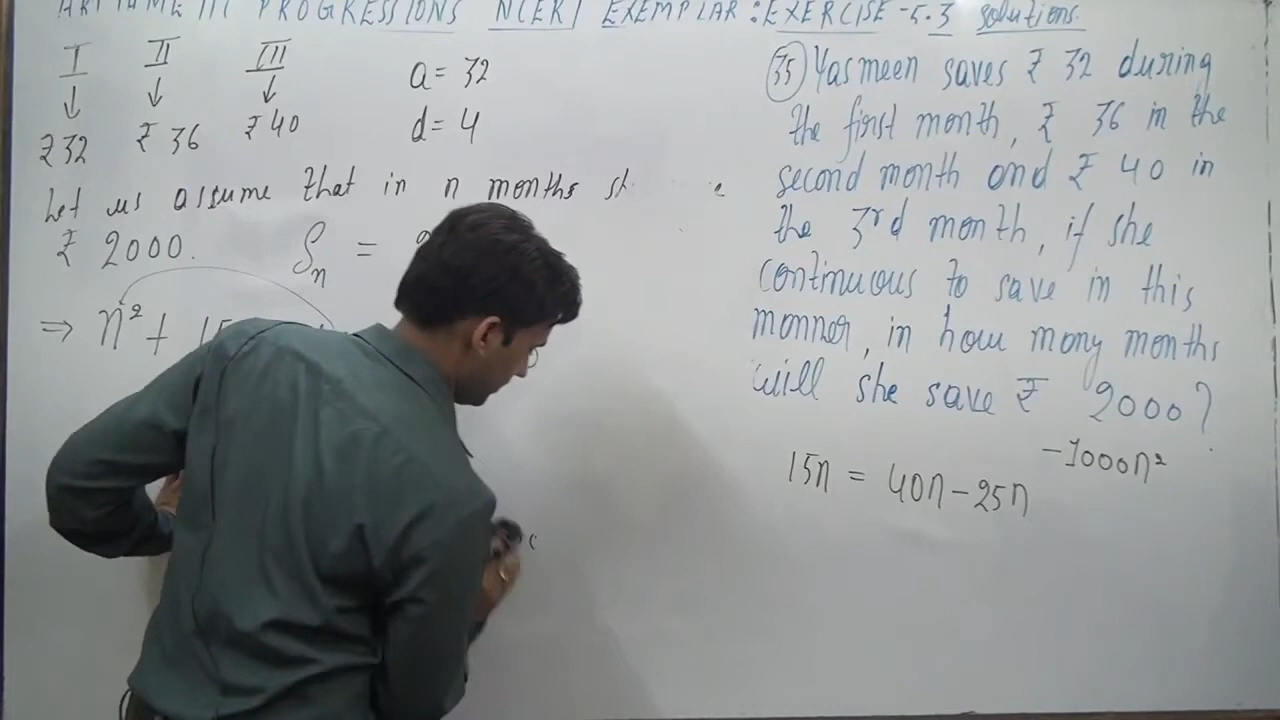 ARITHMETIC PROGRESSIONS NCERT EXEMPLAR : EXERCISE-5.3 solutions.
I II III
↓ ↓ ↓
₹ 32 ₹ 36 ₹ 40
a = 32
d = 4
Let us assume that in n months
₹ 2000. Sn =
⇒ n² + 15
35 Yasmeen saves ₹ 32 during
the first month, ₹ 36 in the
second month and ₹ 40 in
the 3rd month, if she
continuous to save in this
manner, in how many months
will she save ₹ 2000?
-1000n²
15n = 40n - 25n